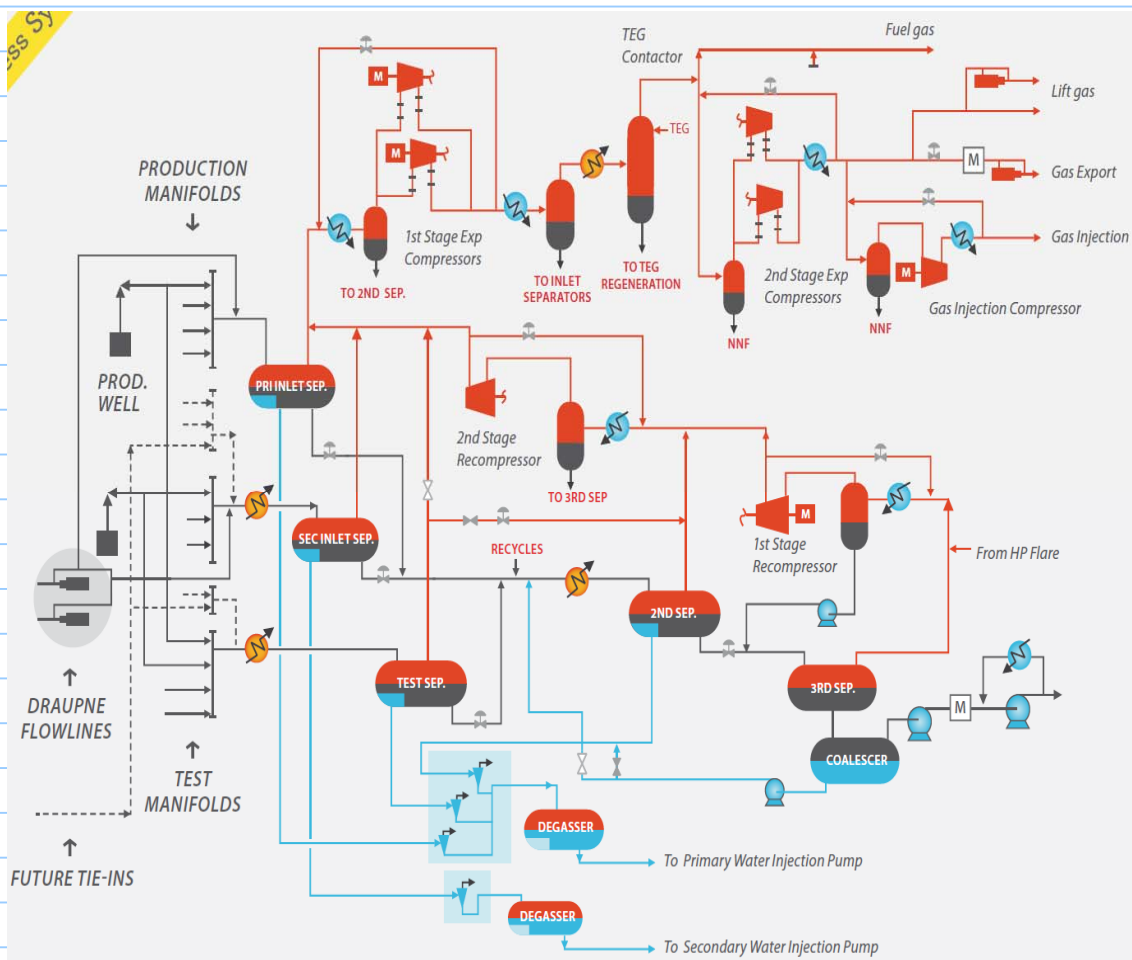 ess Sy
TEG
Contactor
Fuel gas
M
Lift gas
M
TEG
PRODUCTION
MANIFOLDS
M
Gas Export
1st Stage Exp
Compressors
Gas Injection
TO 2ND SEP.
TO INLET
SEPARATORS
TO TEG
REGENERATION
2nd Stage Exp
Compressors
M
Gas Injection Compressor
NNF
NNF
PROD.
WELL
PRI INLET SEP.
2nd Stage
Recompressor
TO 3RD SEP
M
1st Stage
Recompressor
SEC INLET SEP.
RECYCLES
From HP Flare
2ND SEP.
TEST SEP.
3RD SEP.
M
DRAUPNE
FLOWLINES
TEST
MANIFOLDS
COALESCER
DEGASSER
To Primary Water Injection Pump
FUTURE TIE-INS
DEGASSER
To Secondary Water Injection Pump